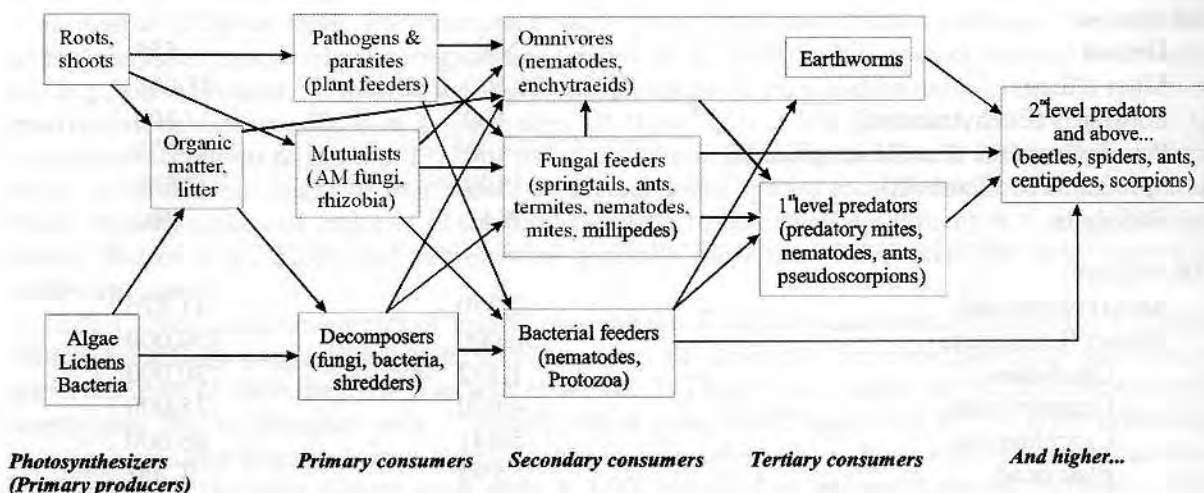 Roots,
shoots
Pathogens &
parasites
(plant feeders)
Omnivores
(nematodes,
enchytraeids)
Earthworms
2nd level predators
and above...
(beetles, spiders, ants,
centipedes, scorpions)
Organic
matter,
litter
Mutualists
(AM fungi,
rhizobia)
Fungal feeders
(springtails, ants,
termites, nematodes,
mites, millipedes)
1st level predators
(predatory mites,
nematodes, ants,
pseudoscorpions)
Algae
Lichens
Bacteria
Decomposers
(fungi, bacteria,
shredders)
Bacterial feeders
(nematodes,
Protozoa)
Photosynthesizers
(Primary producers)
Primary consumers
Secondary consumers
Tertiary consumers
And higher...